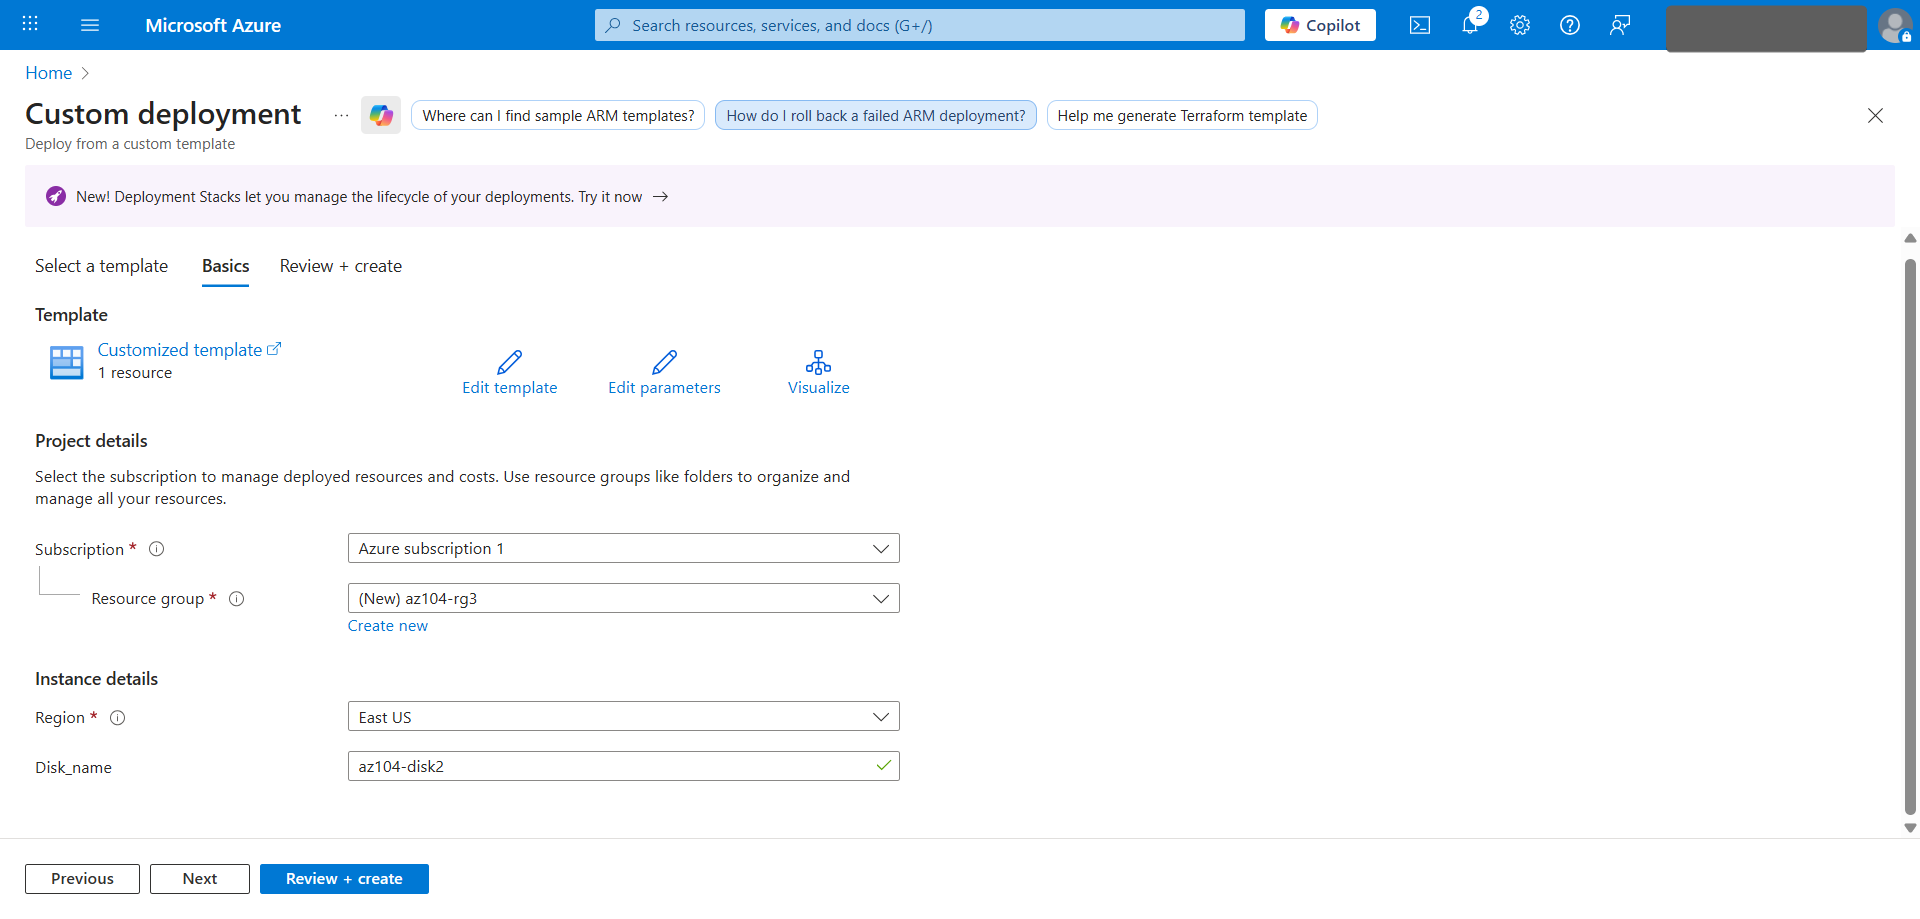 Microsoft Azure
Search resources, services, and docs (G+/)
Copilot
2
Home
Custom deployment
...
Where can I find sample ARM templates?
How do I roll back a failed ARM deployment?
Help me generate Terraform template
Deploy from a custom template
New! Deployment Stacks let you manage the lifecycle of your deployments. Try it now →
Select a template
Basics
Review + create
Template
Customized template
1 resource
Edit template
Edit parameters
Visualize
Project details
Select the subscription to manage deployed resources and costs. Use resource groups like folders to organize and
manage all your resources.
Subscription *
Azure subscription 1
Resource group *
(New) az104-rg3
Create new
Instance details
Region *
East US
Disk_name
az104-disk2
Previous
Next
Review + create